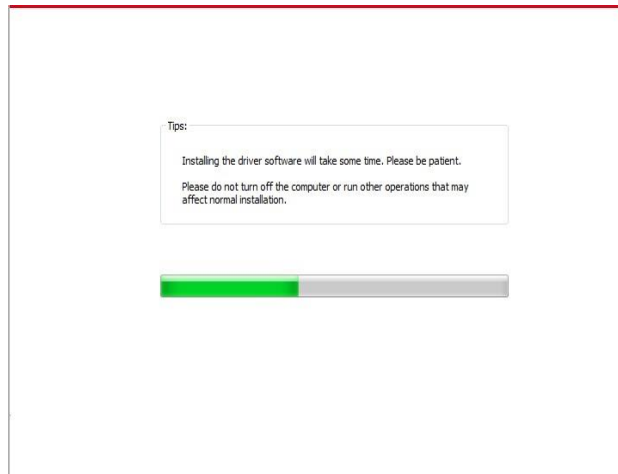 Tips:
Installing the driver software will take some time. Please be patient.
Please do not turn off the computer or run other operations that may
affect normal installation.